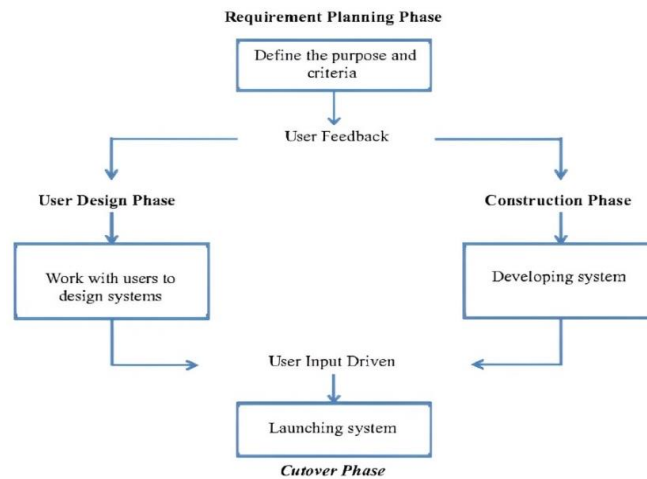 Requirement Planning Phase
Define the purpose and
criteria
User Feedback
User Design Phase
Construction Phase
Work with users to
design systems
Developing system
User Input Driven
Launching system
Cutover Phase